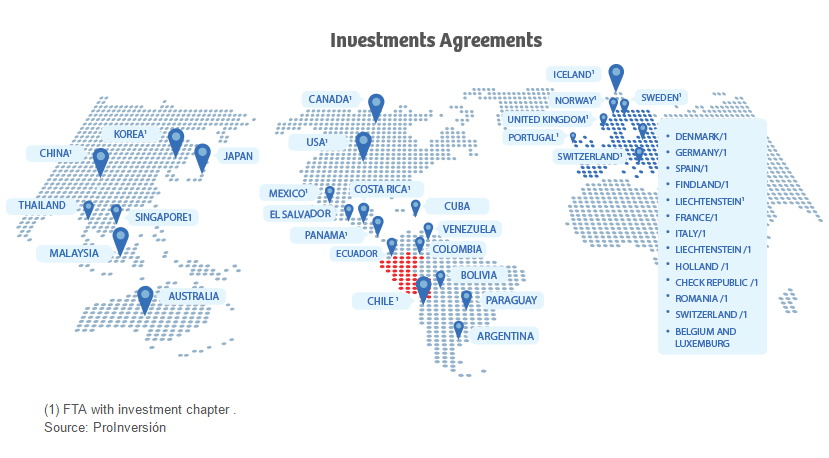 Investments Agreements
ICELAND¹
CANADA¹
NORWAY¹
SWEDEN¹
UNITED KINGDOM¹
KOREA¹
PORTUGAL¹
USA¹
CHINA¹
JAPAN
SWITZERLAND¹
• DENMARK/1
• GERMANY/1
• SPAIN/1
• FINDLAND/1
• LIECHTENSTEIN¹
• FRANCE/1
• ITALY/1
• LIECHTENSTEIN /1
• HOLLAND /1
• CHECK REPUBLIC /1
• ROMANIA /1
• SWITZERLAND /1
• BELGIUM AND
LUXEMBURG
MEXICO¹
COSTA RICA¹
THAILAND
SINGAPORE1
EL SALVADOR
CUBA
PANAMA¹
VENEZUELA
MALAYSIA
ECUADOR
COLOMBIA
BOLIVIA
AUSTRALIA
CHILE ¹
PARAGUAY
ARGENTINA
(1) FTA with investment chapter .
Source: ProInversión